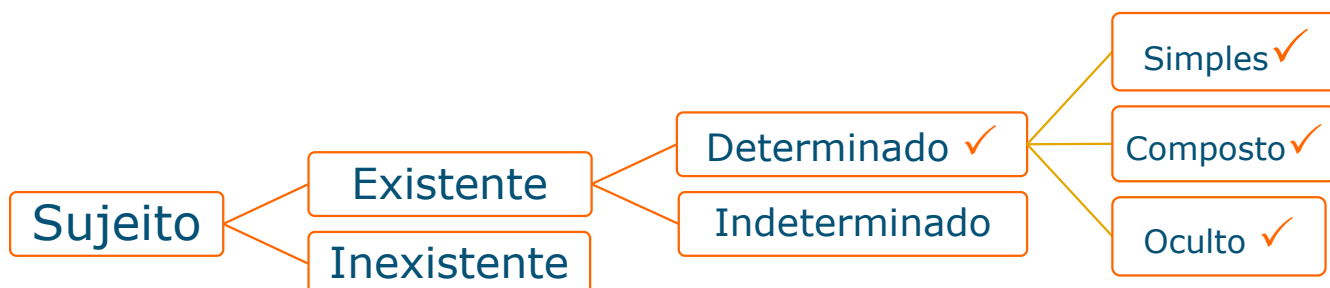 Sujeito
Existente
Inexistente
Determinado ✓
Indeterminado
Simples ✓
Composto ✓
Oculto ✓